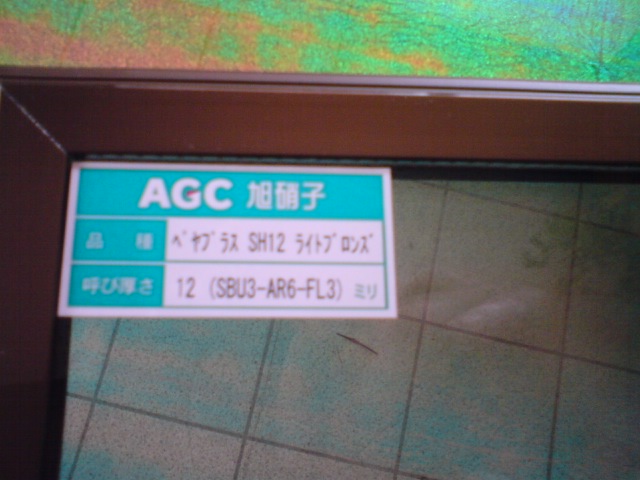 AGC 旭硝子
品種 ﾍﾟﾔﾌﾟﾗｽ SH12 ﾗｲﾄﾌﾞﾛﾝｽﾞ
呼び厚さ 12 (SBU3-AR6-FL3) ミリ